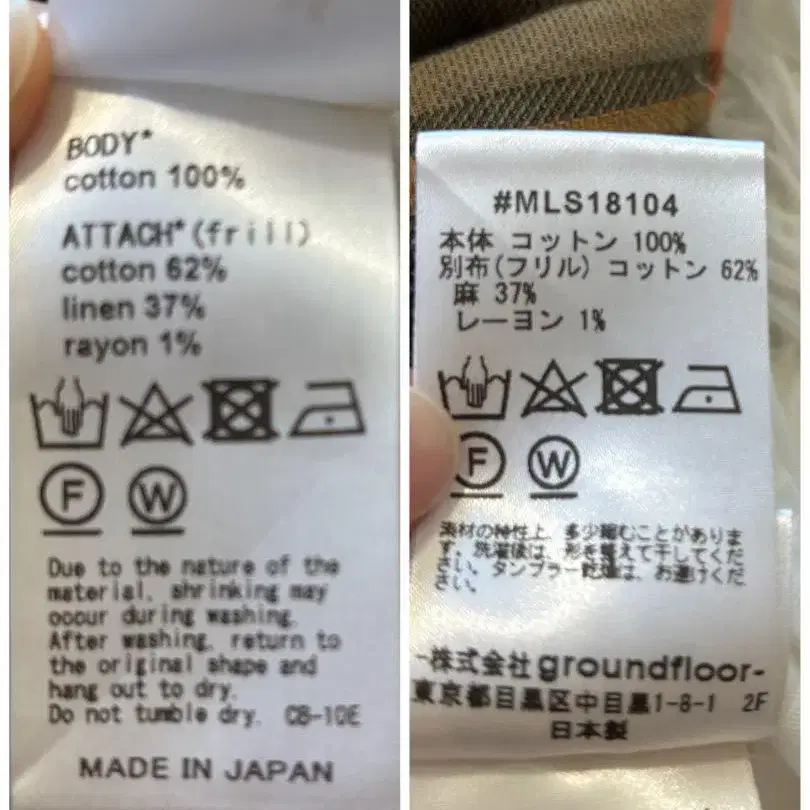 BODY*
cotton 100%
ATTACH*(frill)
cotton 62%
linen 37%
rayon 1%
F W
Due to the nature of the
material, shrinking may
occur during washing.
After washing, return to
the original shape and
hang out to dry.
Do not tumble dry. CB-10E
MADE IN JAPAN
#MLS18104
本体 コットン 100%
別布(フリル) コットン 62%
麻 37%
レーヨン 1%
F W
素材の特性上、多少縮むことがありま
す。洗濯後は、形を整えて干してくだ
さい。タンブラー乾燥は、お避けくだ
さい。
-株式会社groundfloor-
東京都目黒区中目黒1-8-1 2F
日本製